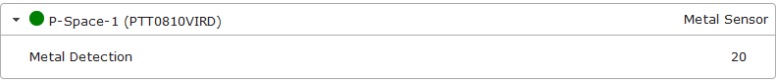 P-Space-1 (PTT0810VIRD) Metal Sensor
Metal Detection 20